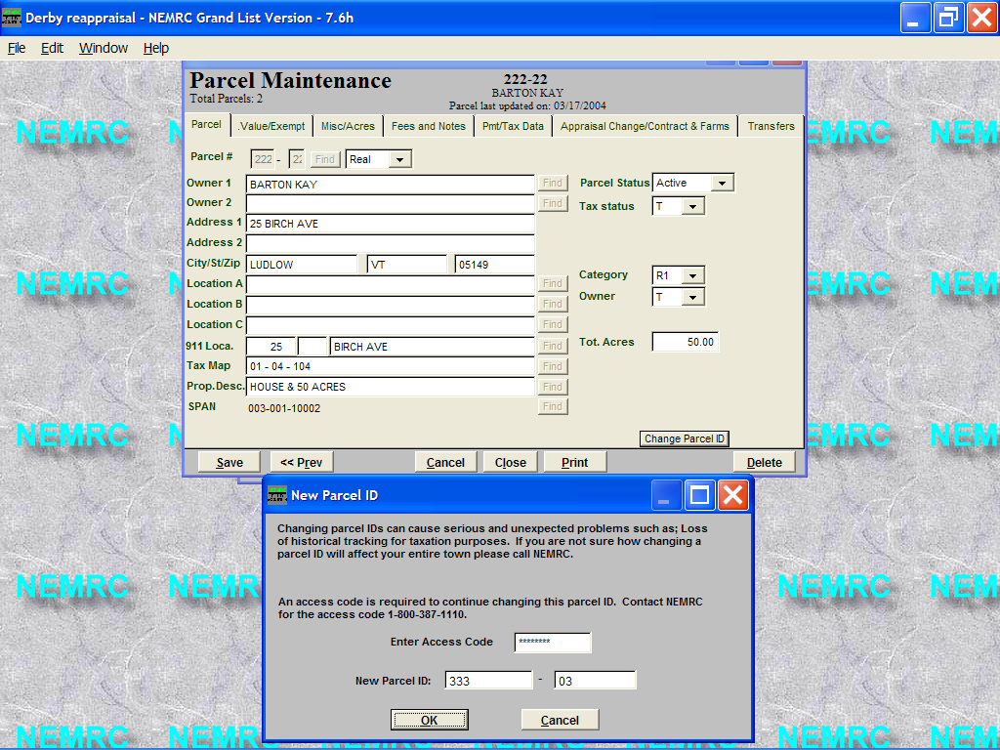 Derby reappraisal - NEMRC Grand List Version - 7.6h
File Edit Window Help
Parcel Maintenance
Total Parcels: 2
222-22
BARTON KAY
Parcel last updated on: 03/17/2004
Parcel .Value/Exempt Misc/Acres Fees and Notes Pmt/Tax Data Appraisal Change/Contract & Farms Transfers
Parcel # 222 - 22 Find Real
Owner 1 BARTON KAY Find Parcel Status Active
Owner 2 Find Tax status T
Address 1 25 BIRCH AVE
Address 2
City/St/Zip LUDLOW VT 05149
Location A Find Category R1
Location B Find Owner T
Location C Find
911 Loca. 25 BIRCH AVE Find Tot. Acres 50.00
Tax Map 01 - 04 - 104 Find
Prop.Desc. HOUSE & 50 ACRES Find
SPAN 003-001-10002 Find
Change Parcel ID
Save << Prev Cancel Close Print Delete
New Parcel ID
Changing parcel IDs can cause serious and unexpected problems such as; Loss
of historical tracking for taxation purposes. If you are not sure how changing a
parcel ID will affect your entire town please call NEMRC.
An access code is required to continue changing this parcel ID. Contact NEMRC
for the access code 1-800-387-1110.
Enter Access Code ********
New Parcel ID: 333 - 03
OK Cancel
NEMRC NEMRC NEMRC
NEMRC NEMRC NEMRC
NEMRC NEMRC NEMRC
NEMRC NEMRC NEMRC NEMRC
NEMRC NEMRC NEMRC NEMRC